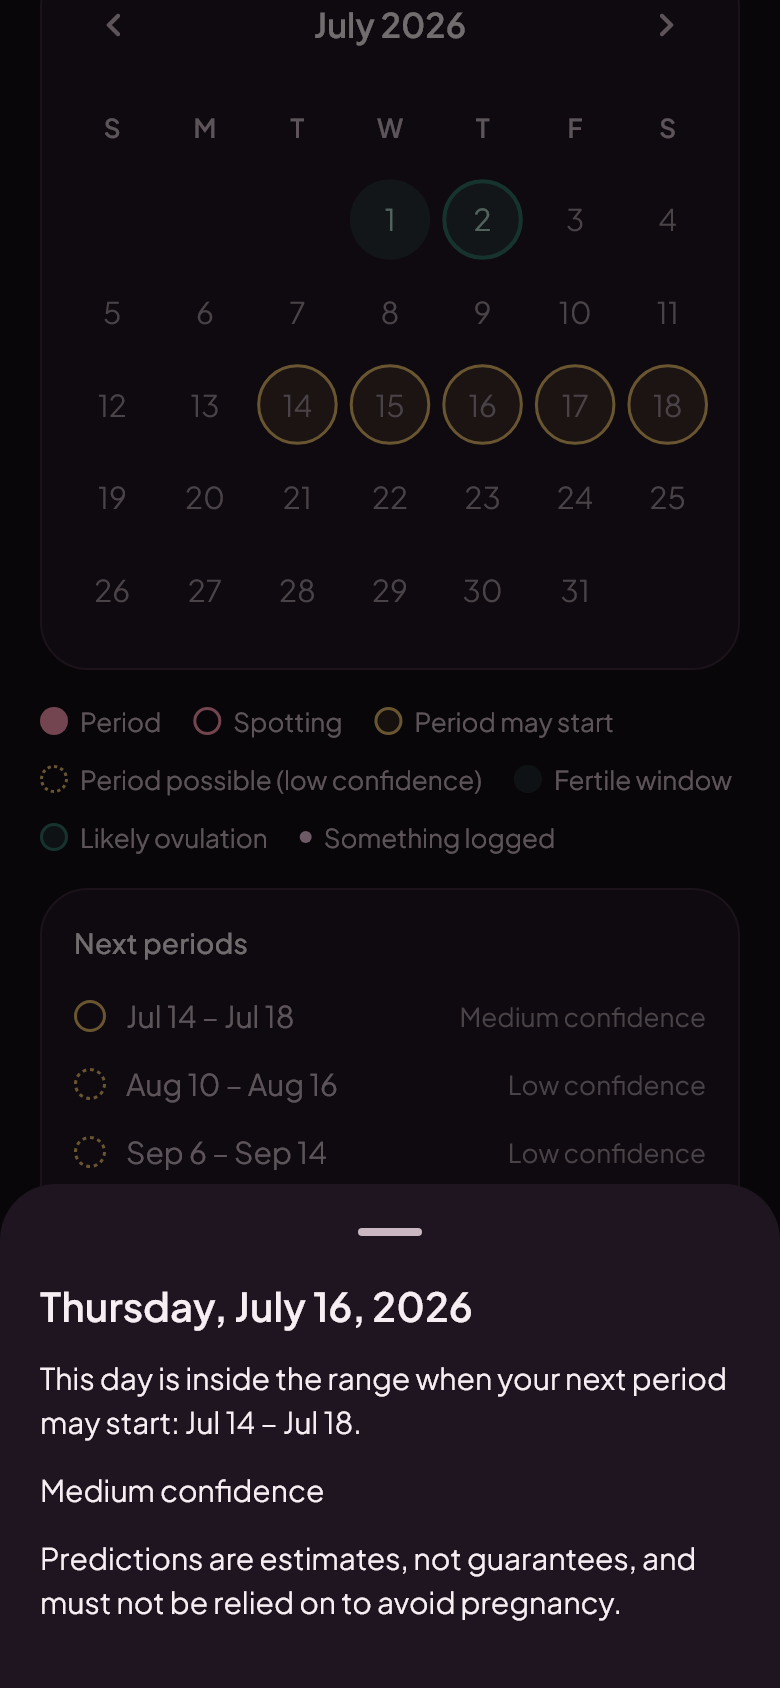 July 2026
S M T W T F S
1 2 3 4
5 6 7 8 9 10 11
12 13 14 15 16 17 18
19 20 21 22 23 24 25
26 27 28 29 30 31
Period Spotting Period may start
Period possible (low confidence) Fertile window
Likely ovulation Something logged
Next periods
Jul 14 – Jul 18 Medium confidence
Aug 10 – Aug 16 Low confidence
Sep 6 – Sep 14 Low confidence
Thursday, July 16, 2026
This day is inside the range when your next period
may start: Jul 14 – Jul 18.
Medium confidence
Predictions are estimates, not guarantees, and
must not be relied on to avoid pregnancy.